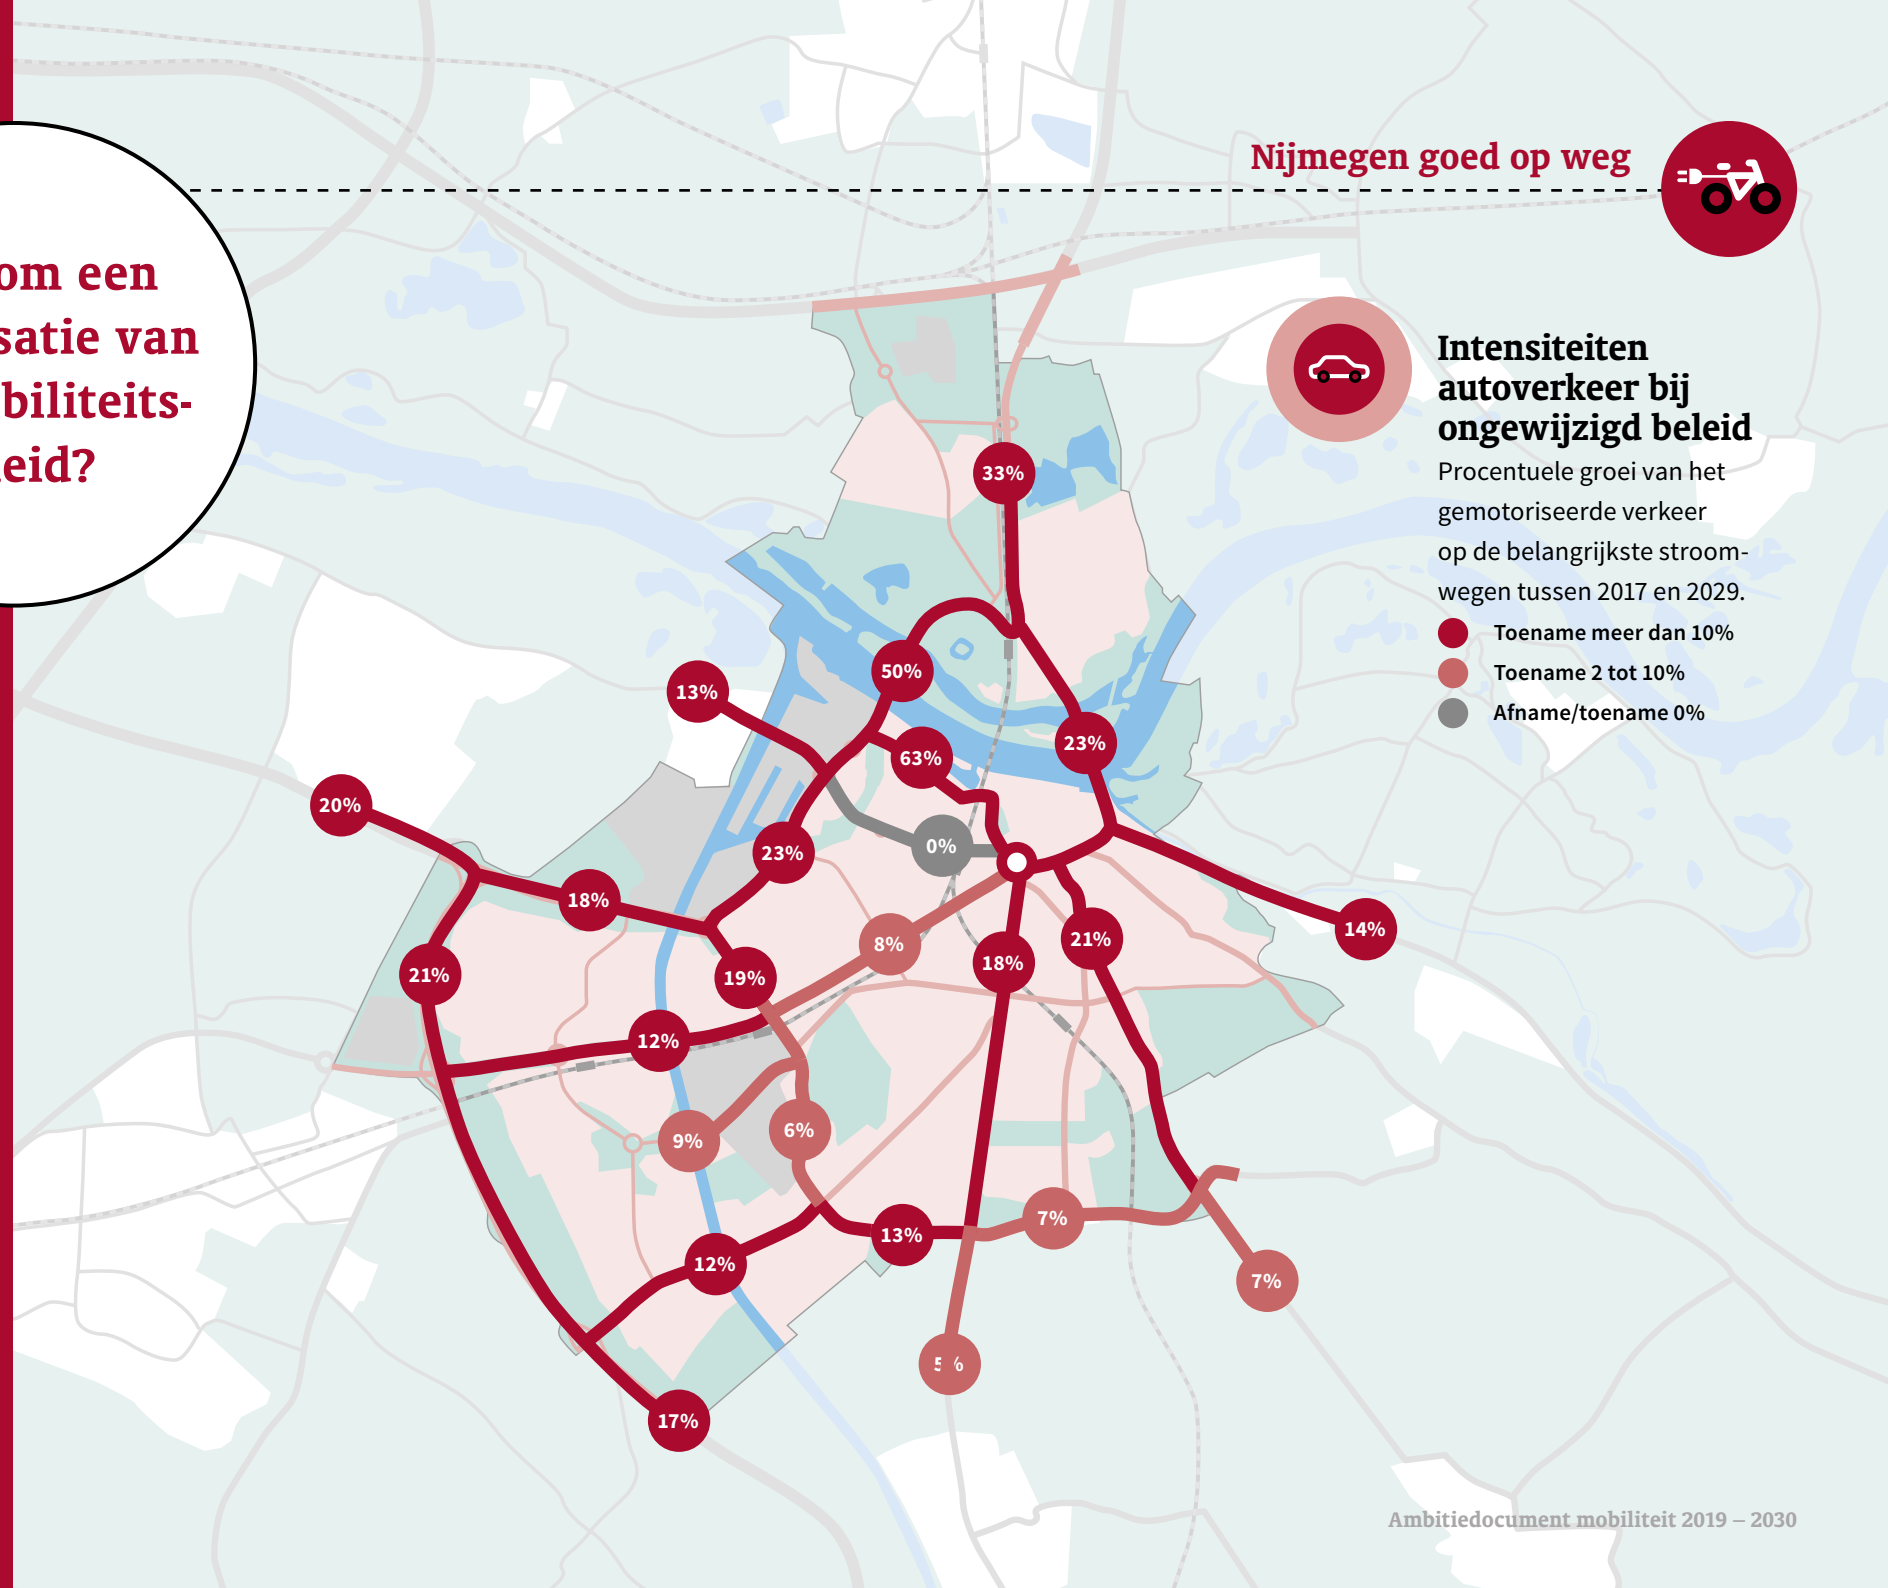 Nijmegen goed op weg
om een
satie van
biliteits-
eid?
Intensiteiten
autoverkeer bij
ongewijzigd beleid
Procentuele groei van het
gemotoriseerde verkeer
op de belangrijkste stroom-
wegen tussen 2017 en 2029.
Toename meer dan 10%
Toename 2 tot 10%
Afname/toename 0%
33%
50%
13%
23%
63%
20%
0%
23%
18%
14%
21%
8%
18%
21%
19%
12%
9%
6%
7%
13%
12%
7%
5%
17%
Ambitiedocument mobiliteit 2019 – 2030